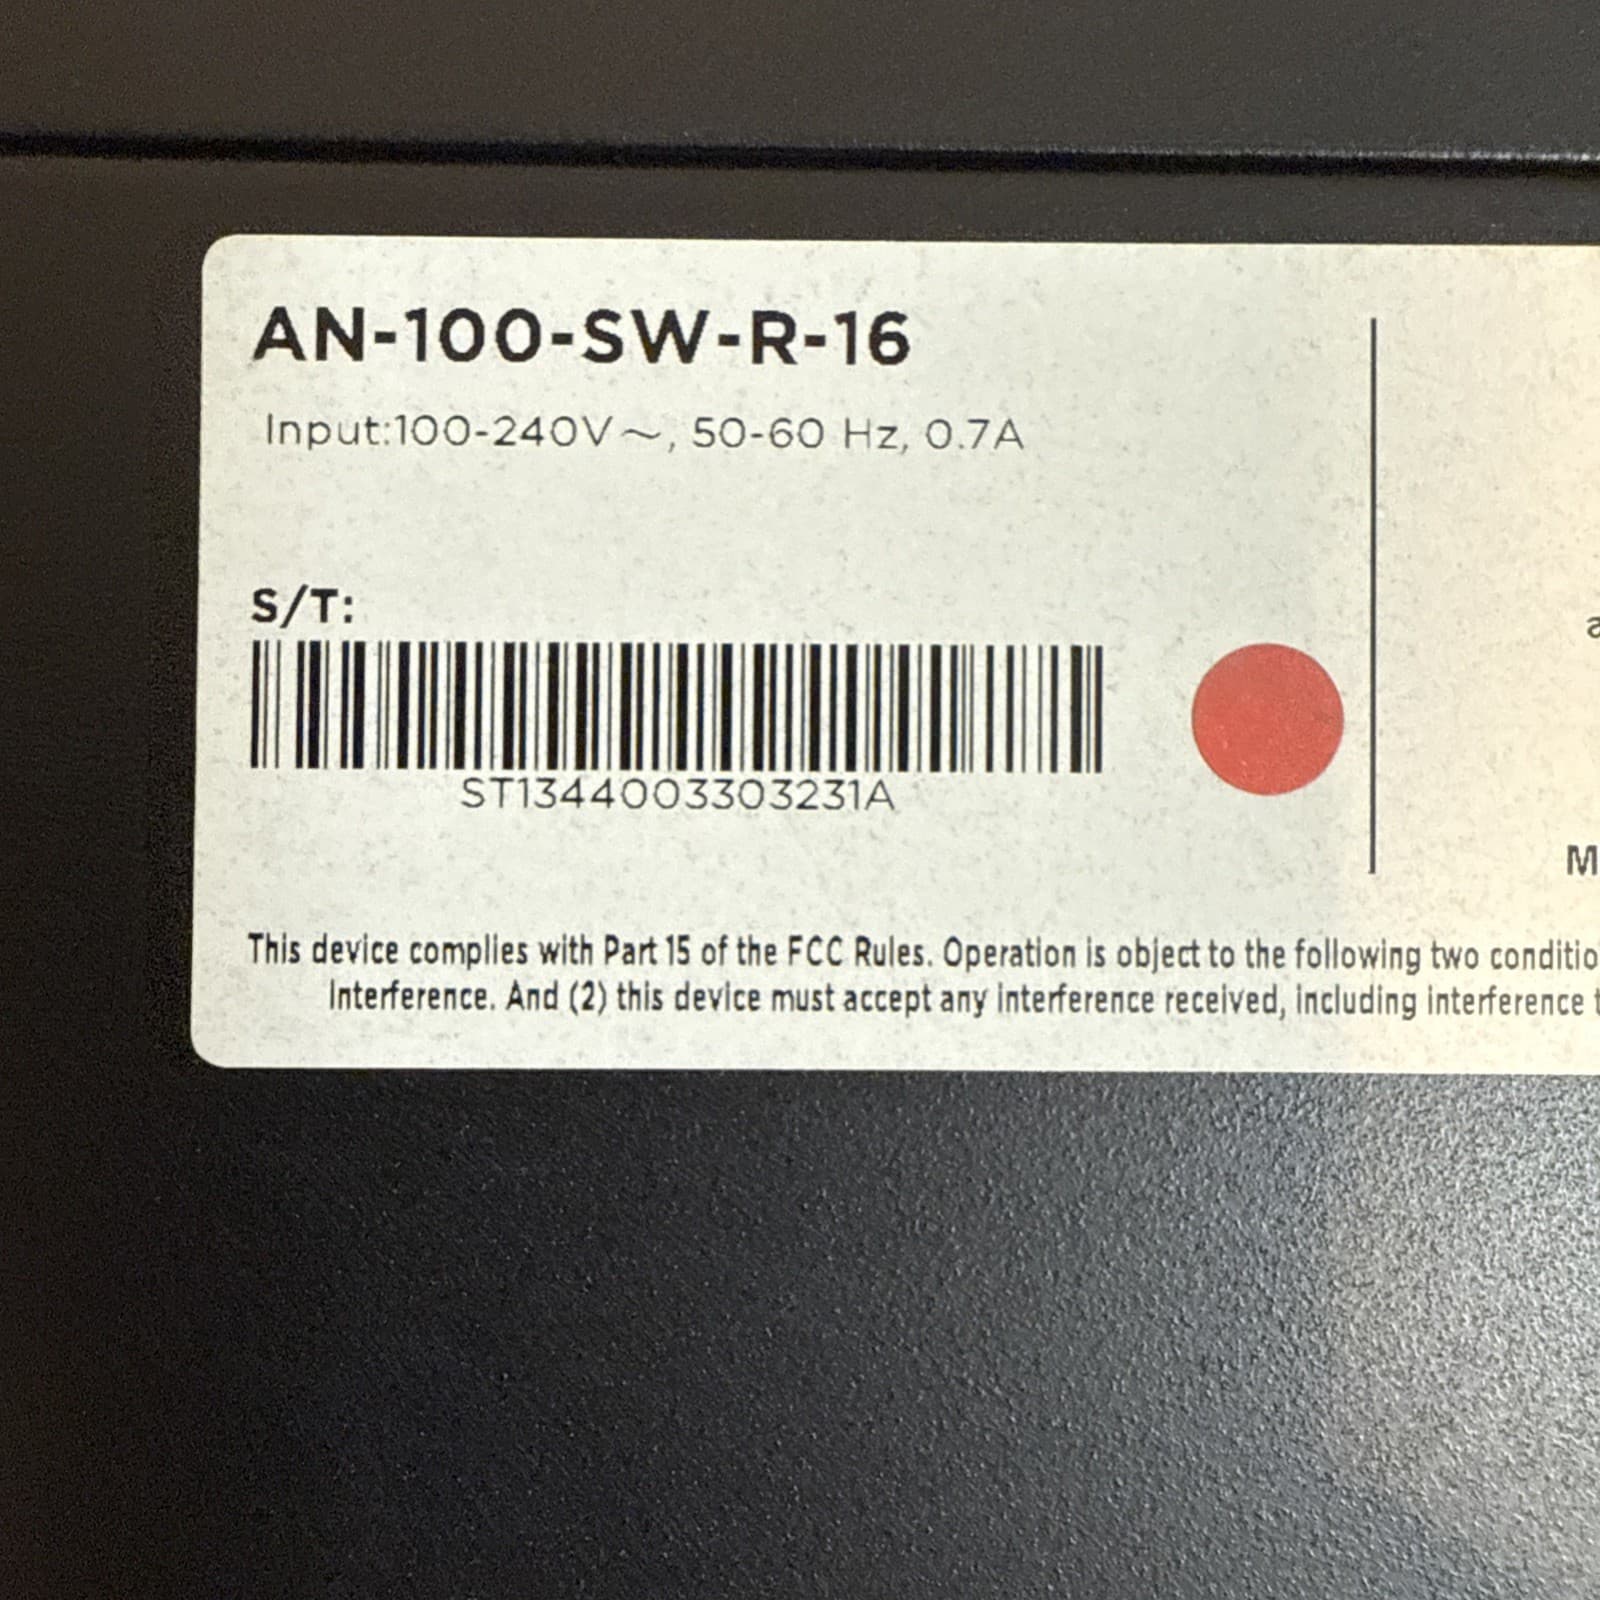 AN-100-SW-R-16
Input:100-240V～, 50-60 Hz, 0.7A
S/T:
ST1344003303231A
This device complies with Part 15 of the FCC Rules. Operation is object to the following two
Interference. And (2) this device must accept any interference received, including interference